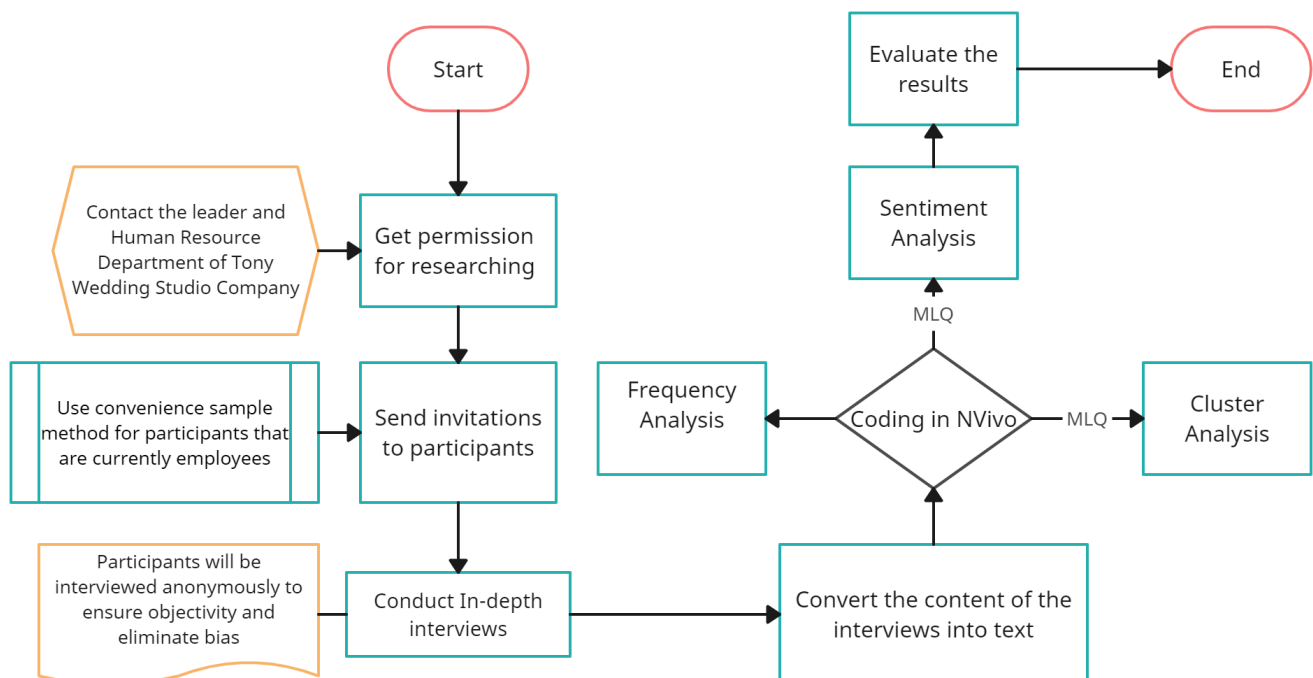 Start
Contact the leader and
Human Resource
Department of Tony
Wedding Studio Company
Get permission
for researching
Use convenience sample
method for participants that
are currently employees
Send invitations
to participants
Participants will be
interviewed anonymously to
ensure objectivity and
eliminate bias
Conduct In-depth
interviews
Convert the content of the
interviews into text
Coding in NVivo
Frequency
Analysis
MLQ
Cluster
Analysis
MLQ
Sentiment
Analysis
Evaluate the
results
End